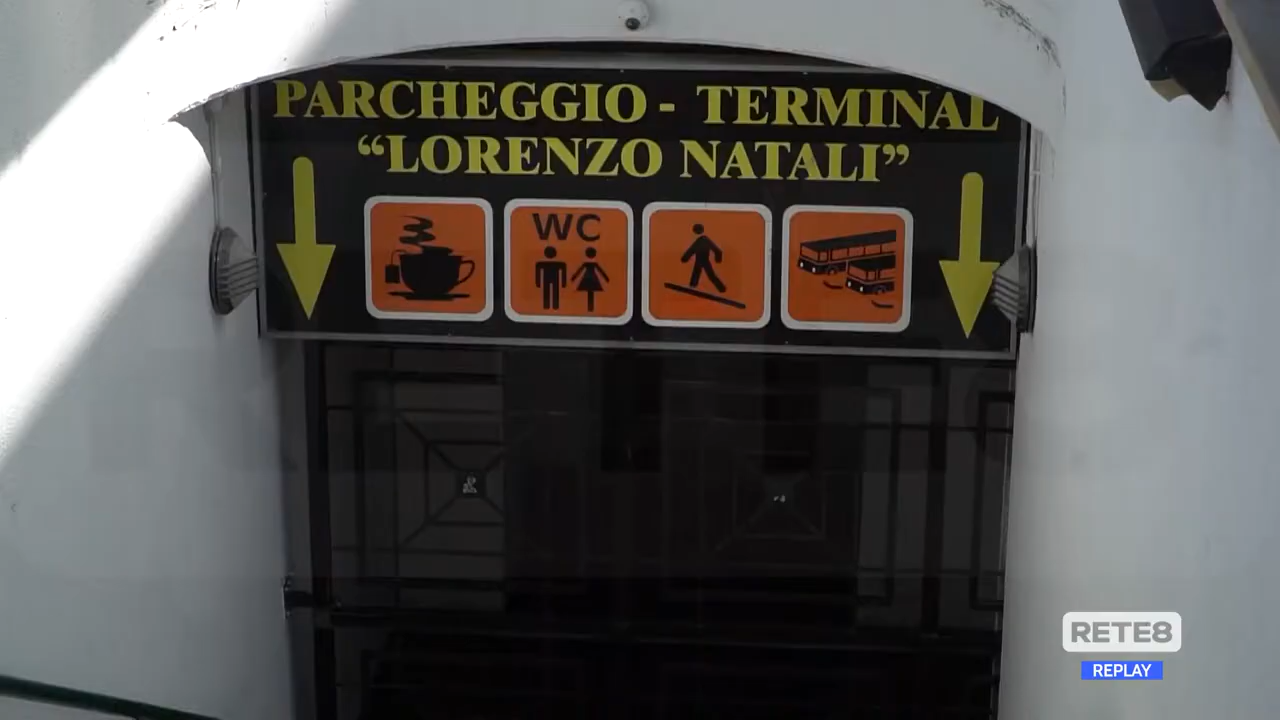 PARCHEGGIO - TERMINAL
“LORENZO NATALI”
WC
RETE8
REPLAY